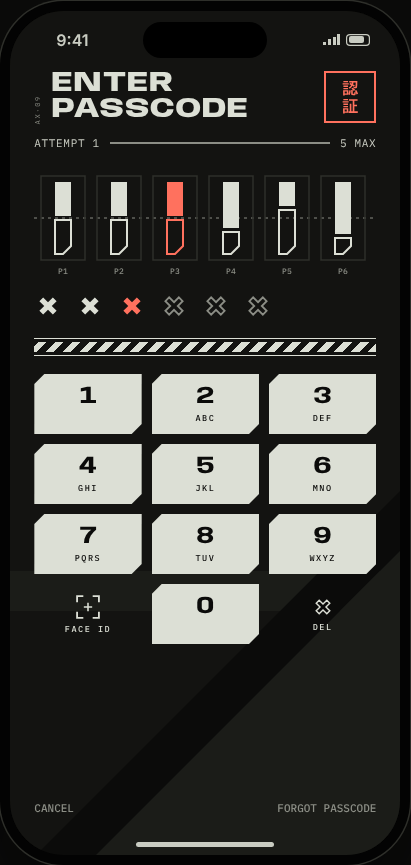 9:41
AX-09
ENTER
PASSCODE
認
証
ATTEMPT 1
5 MAX
P1 P2 P3 P4 P5 P6
1 2 3
ABC DEF
4 5 6
GHI JKL MNO
7 8 9
PQRS TUV WXYZ
0
FACE ID DEL
CANCEL FORGOT PASSCODE